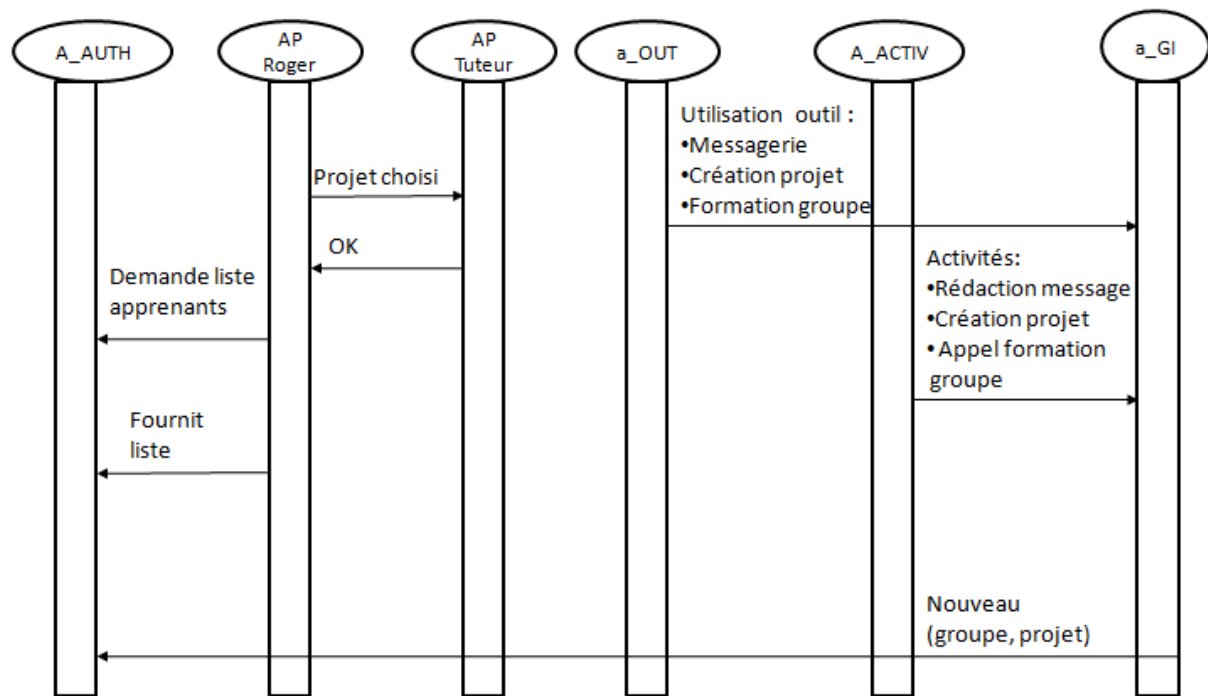 A_AUTH
AP
Roger
AP
Tuteur
a_OUT
A_ACTIV
a_GI
Utilisation outil :
•Messagerie
•Création projet
•Formation groupe
Projet choisi
OK
Activités:
•Rédaction message
•Création projet
• Appel formation
groupe
Demande liste
apprenants
Fournit
liste
Nouveau
(groupe, projet)